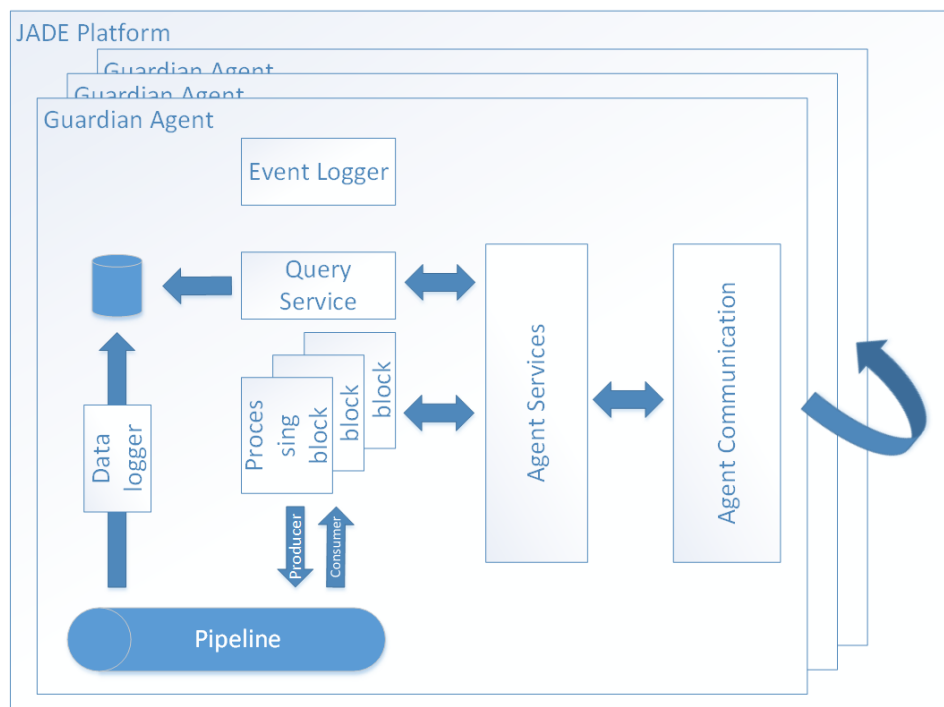 JADE Platform
Guardian Agent
Guardian Agent
Guardian Agent
Event Logger
Query
Service
Proces
sing
block
block
block
Data
logger
Agent Services
Agent Communication
Producer
Consumer
Pipeline